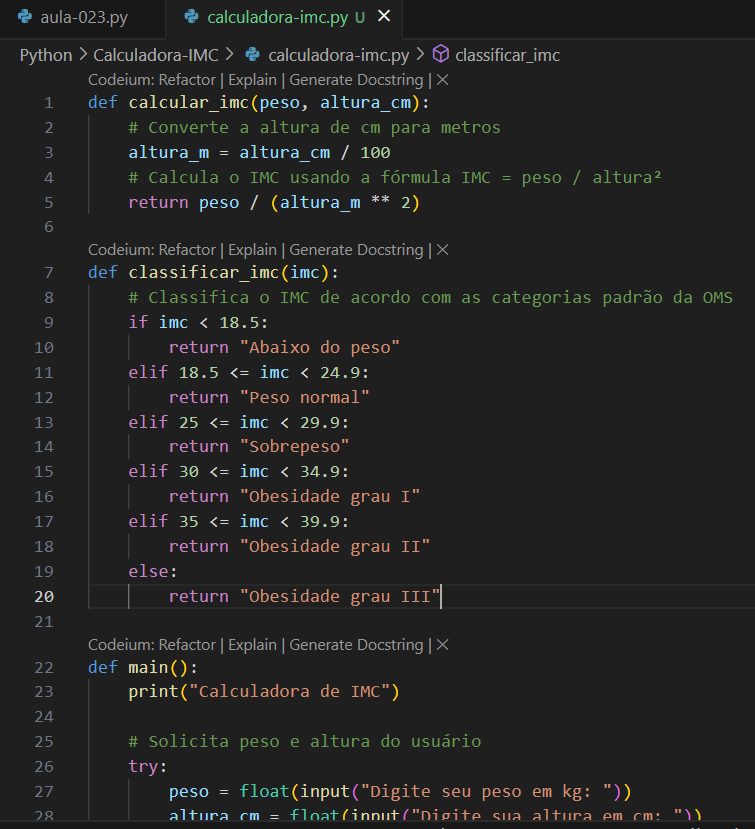 aula-023.py calculadora-imc.py U ×
Python > Calculadora-IMC > calculadora-imc.py > classificar_imc
Codeium: Refactor | Explain | Generate Docstring | ×
1 def calcular_imc(peso, altura_cm):
2     # Converte a altura de cm para metros
3     altura_m = altura_cm / 100
4     # Calcula o IMC usando a fórmula IMC = peso / altura²
5     return peso / (altura_m ** 2)
6
Codeium: Refactor | Explain | Generate Docstring | ×
7 def classificar_imc(imc):
8     # Classifica o IMC de acordo com as categorias padrão da OMS
9     if imc < 18.5:
10         return "Abaixo do peso"
11     elif 18.5 <= imc < 24.9:
12         return "Peso normal"
13     elif 25 <= imc < 29.9:
14         return "Sobrepeso"
15     elif 30 <= imc < 34.9:
16         return "Obesidade grau I"
17     elif 35 <= imc < 39.9:
18         return "Obesidade grau II"
19     else:
20         return "Obesidade grau III"
21
Codeium: Refactor | Explain | Generate Docstring | ×
22 def main():
23     print("Calculadora de IMC")
24
25     # Solicita peso e altura do usuário
26     try:
27         peso = float(input("Digite seu peso em kg: "))
28         altura_cm = float(input("Digite sua altura em cm: "))